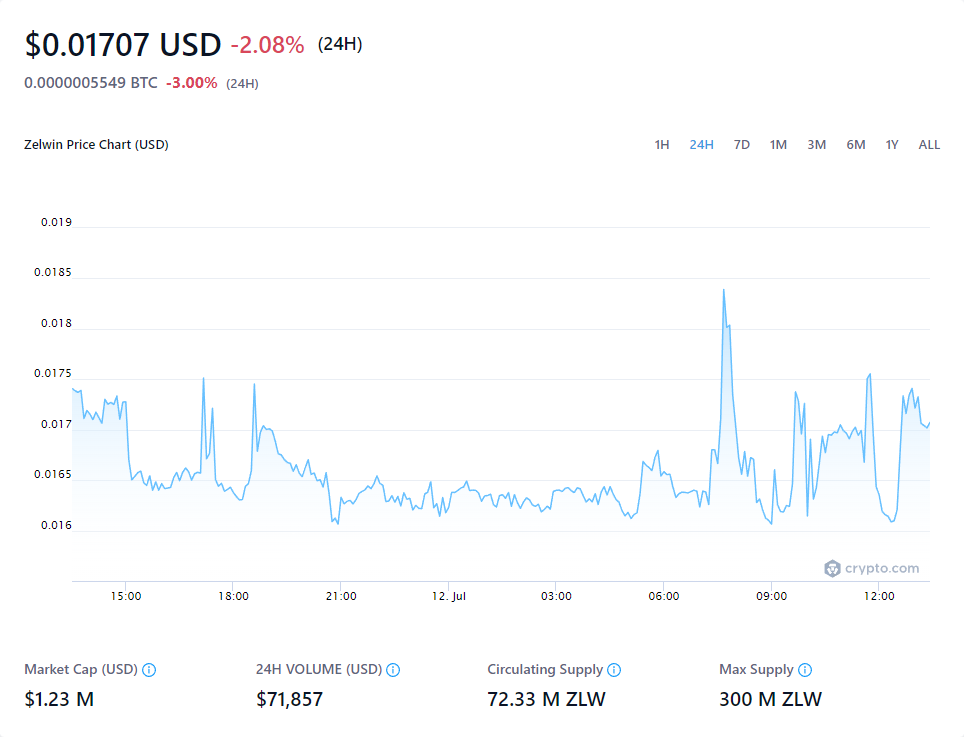 $0.01707 USD -2.08% (24H)
0.0000005549 BTC -3.00% (24H)
Zelwin Price Chart (USD) 1H 24H 7D 1M 3M 6M 1Y ALL
0.019
0.0185
0.018
0.0175
0.017
0.0165
0.016
crypto.com
15:00 18:00 21:00 12. Jul 03:00 06:00 09:00 12:00
Market Cap (USD) 24H VOLUME (USD) Circulating Supply Max Supply
$1.23 M $71,857 72.33 M ZLW 300 M ZLW